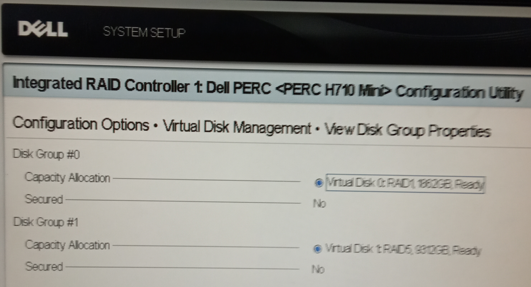 DELL SYSTEM SETUP
Integrated RAID Controller 1: Dell PERC <PERC H710 Mini> Configuration Utility
Configuration Options • Virtual Disk Management • View Disk Group Properties
Disk Group #0
Capacity Allocation Virtual Disk 0: RAID1, 1862GB, Ready
Secured No
Disk Group #1
Capacity Allocation Virtual Disk 1: RAID5, 9312GB, Ready
Secured No